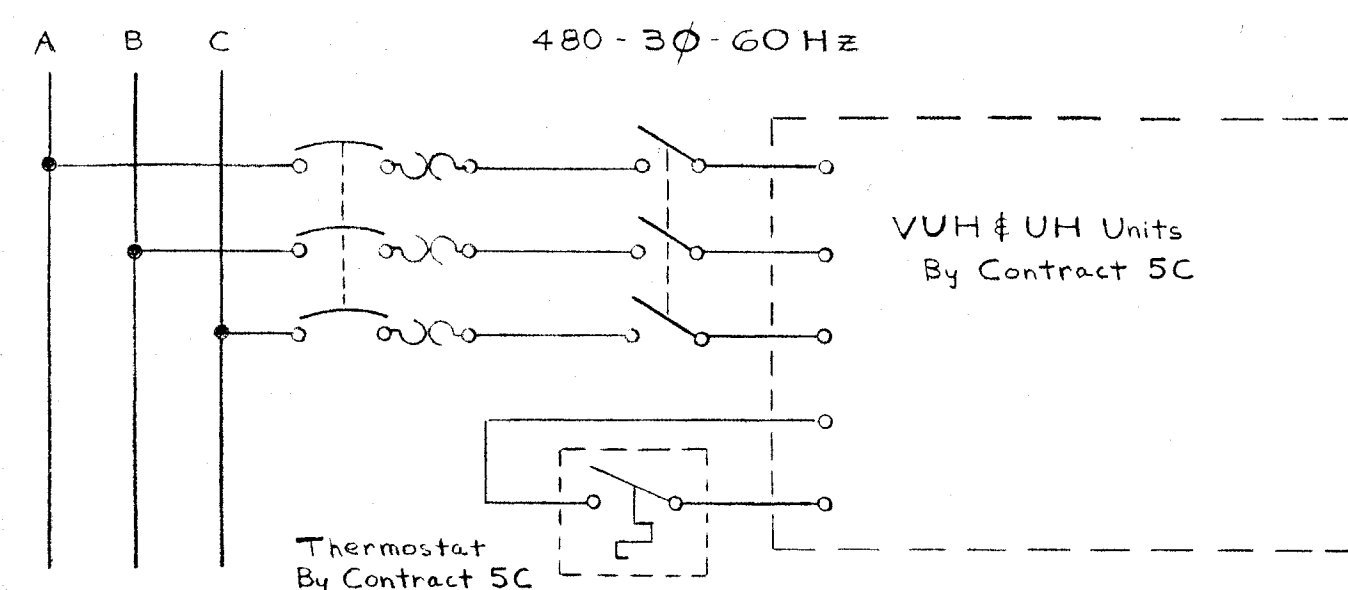 A B C
480-3Ø-60Hz
VUH & UH Units
By Contract 5C
Thermostat
By Contract 5C